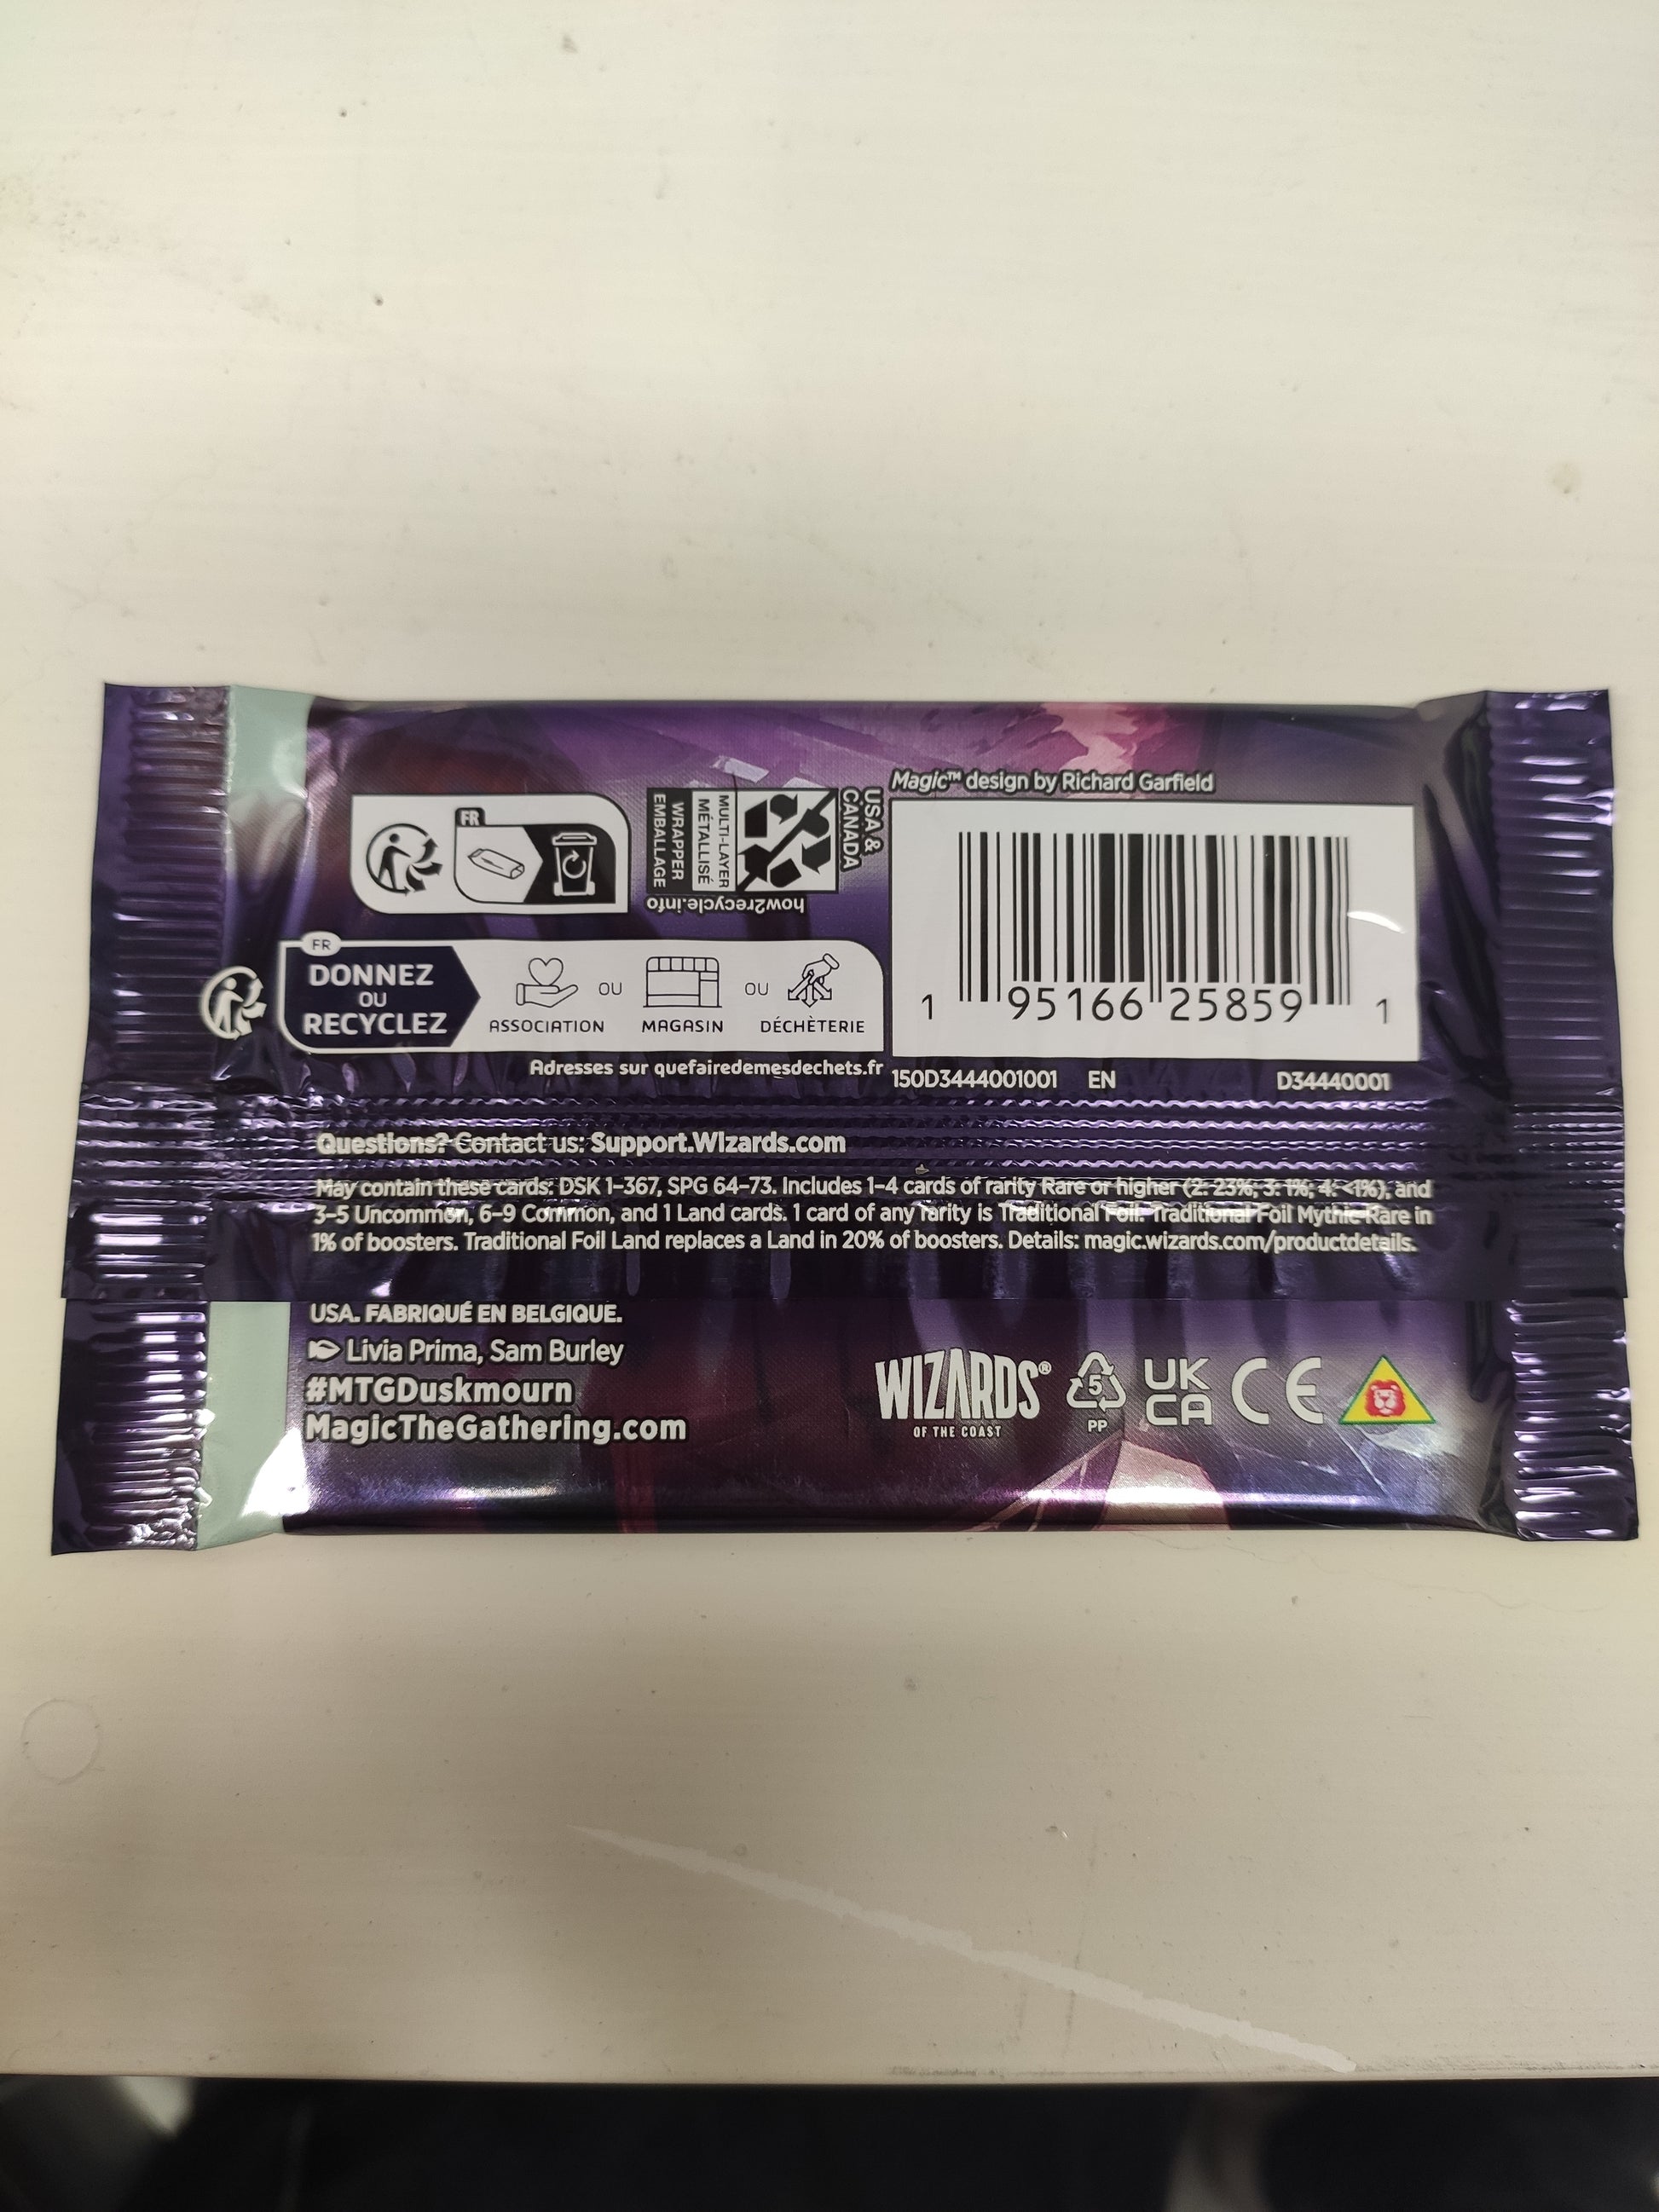 Magic™ design by Richard Garfield
FR
USA &
CANADA
MULTI-LAYER
MÉTALLISÉ
WRAPPER
EMBALLAGE
how2recycle.info
FR
DONNEZ
OU
RECYCLEZ
ASSOCIATION OU MAGASIN OU DÉCHÈTERIE
Adresses sur quefairedemesdechets.fr
1 95166 25859 1
150D3444001001 EN D34440001
Questions? Contact us: Support.Wizards.com
May contain these cards: DSK 1–367, SPG 64–73. Includes 1–4 cards of rarity Rare or higher (2: 23%; 3: 1%; 4: <1%), and
3–5 Uncommon, 6–9 Common, and 1 Land cards. 1 card of any rarity is Traditional Foil. Traditional Foil Mythic Rare in
1% of boosters. Traditional Foil Land replaces a Land in 20% of boosters. Details: magic.wizards.com/productdetails.
USA. FABRIQUÉ EN BELGIQUE.
Livia Prima, Sam Burley
#MTGDuskmourn
MagicTheGathering.com
WIZARDS®
OF THE COAST
5
PP
UK
CA
CE